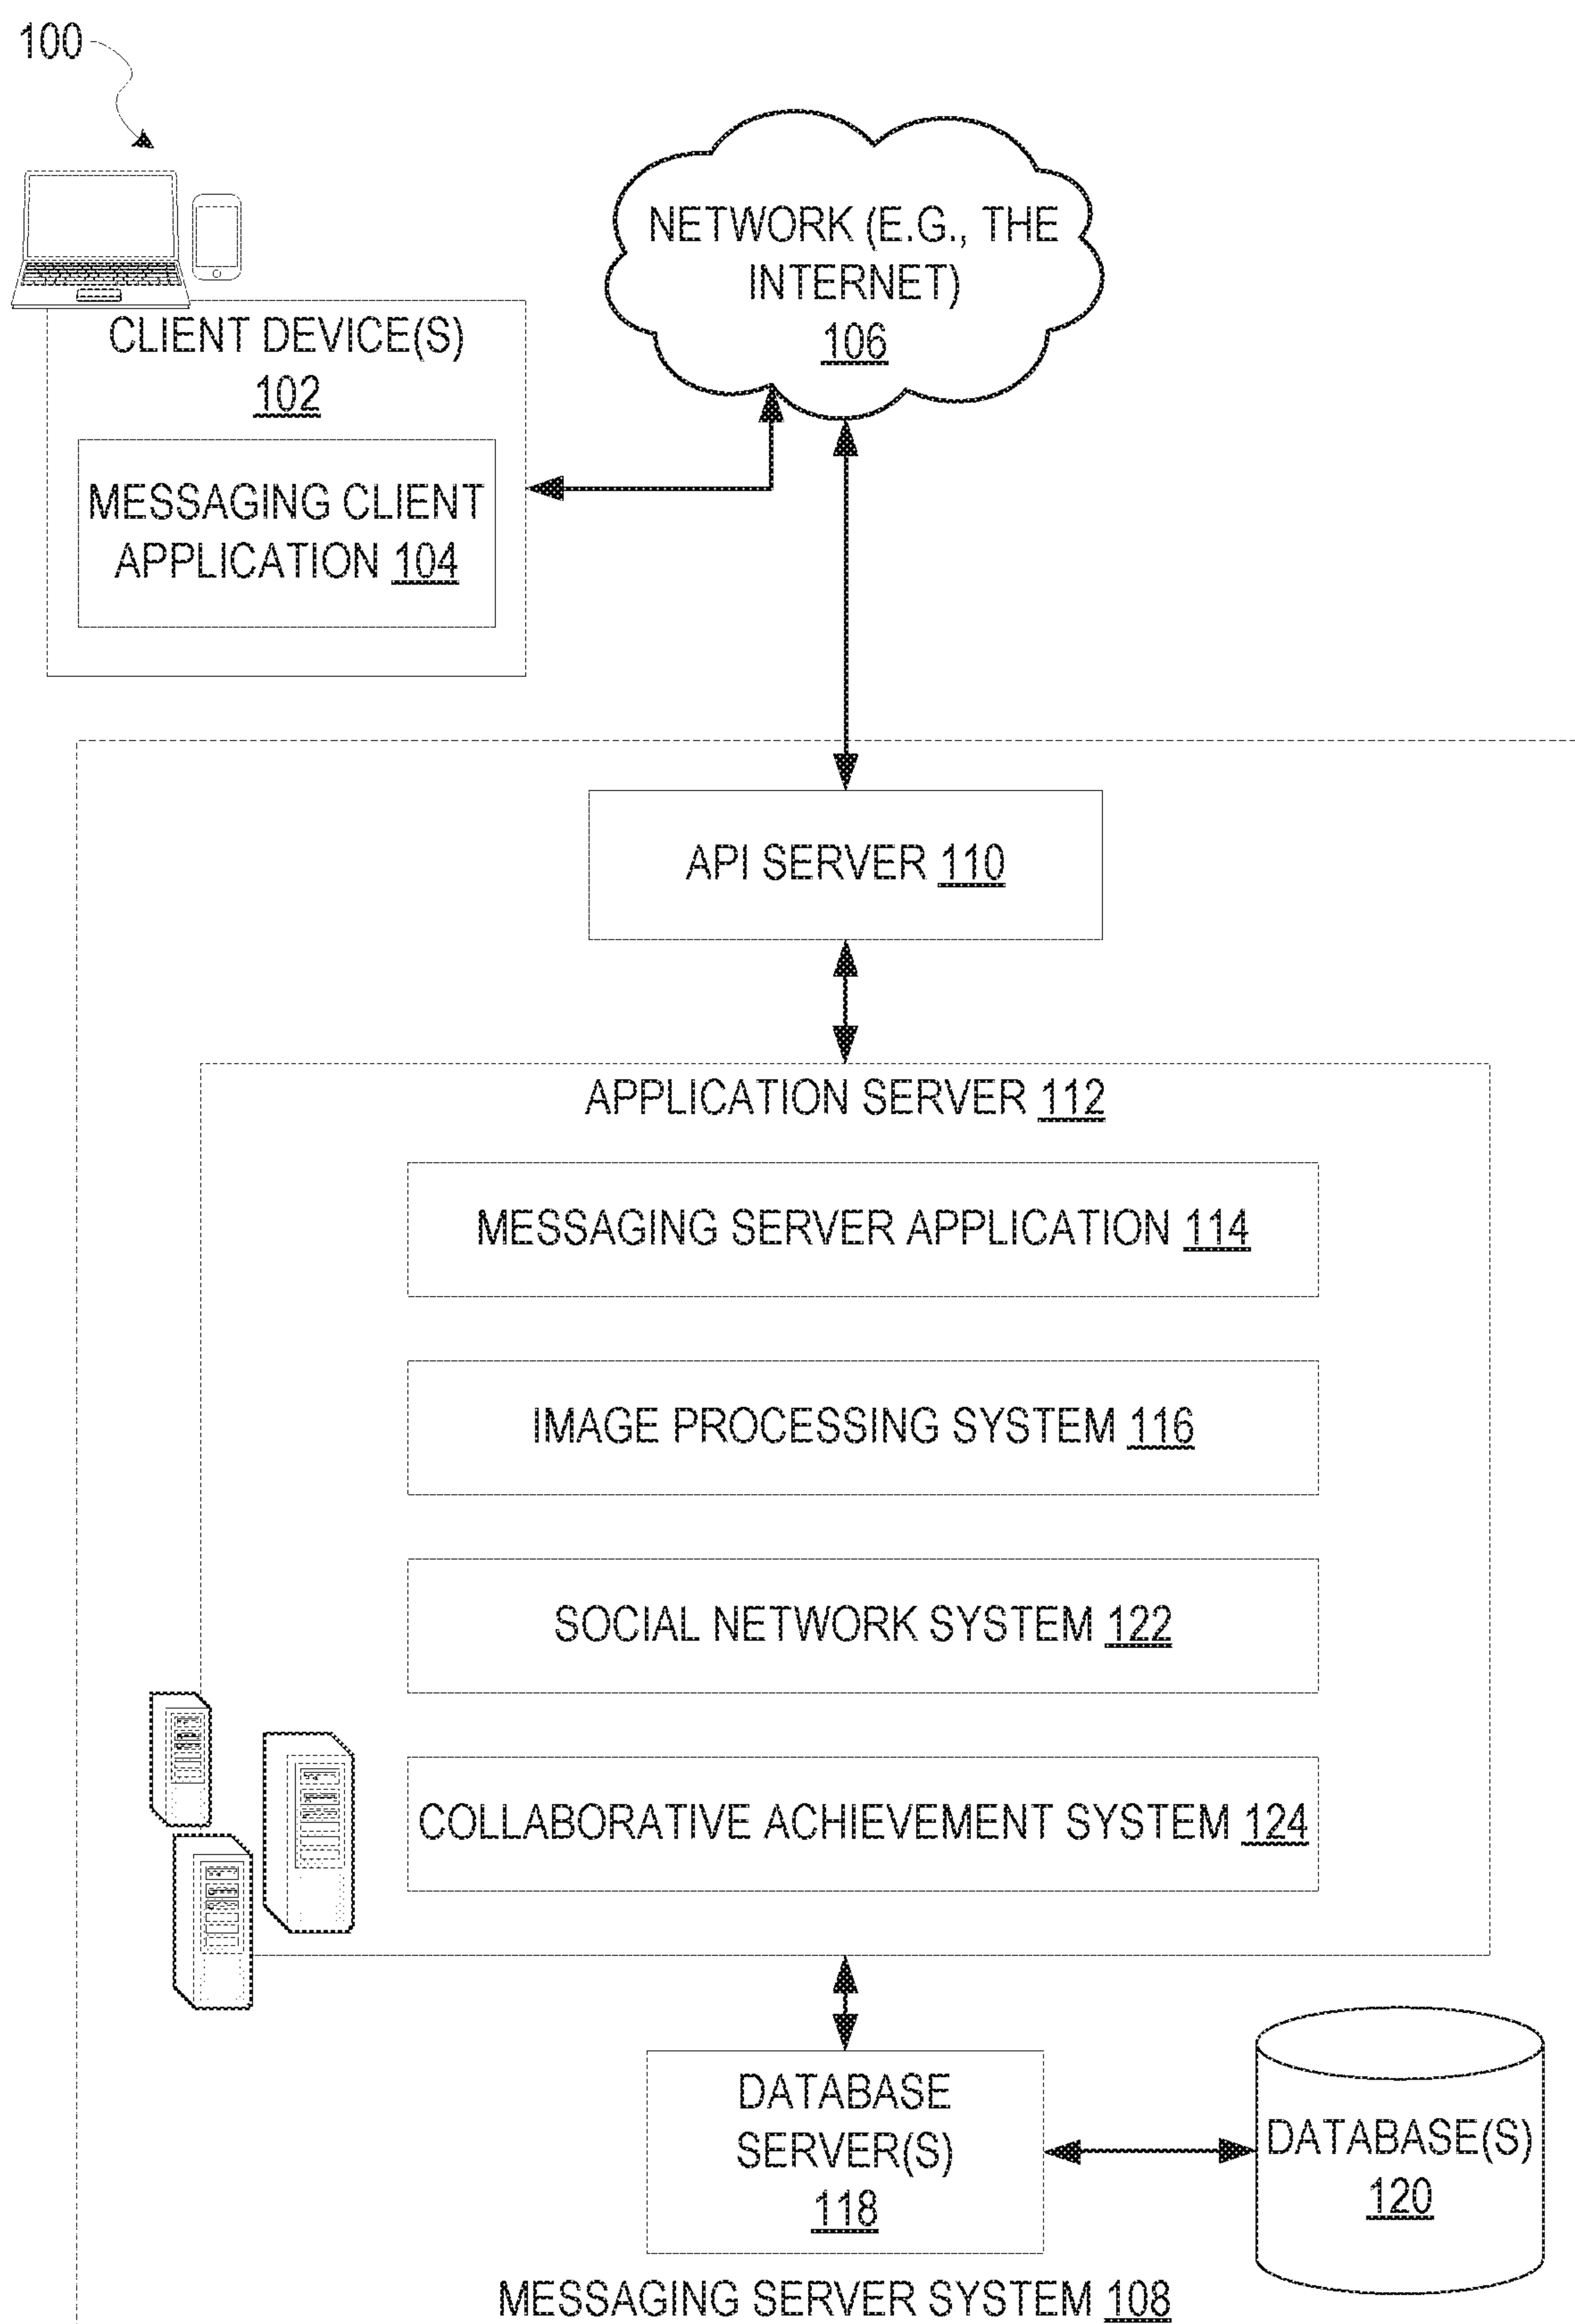 100
NETWORK (E.G., THE
INTERNET)
106
CLIENT DEVICE(S)
102
MESSAGING CLIENT
APPLICATION 104
API SERVER 110
APPLICATION SERVER 112
MESSAGING SERVER APPLICATION 114
IMAGE PROCESSING SYSTEM 116
SOCIAL NETWORK SYSTEM 122
COLLABORATIVE ACHIEVEMENT SYSTEM 124
DATABASE
SERVER(S)
118
DATABASE(S)
120
MESSAGING SERVER SYSTEM 108